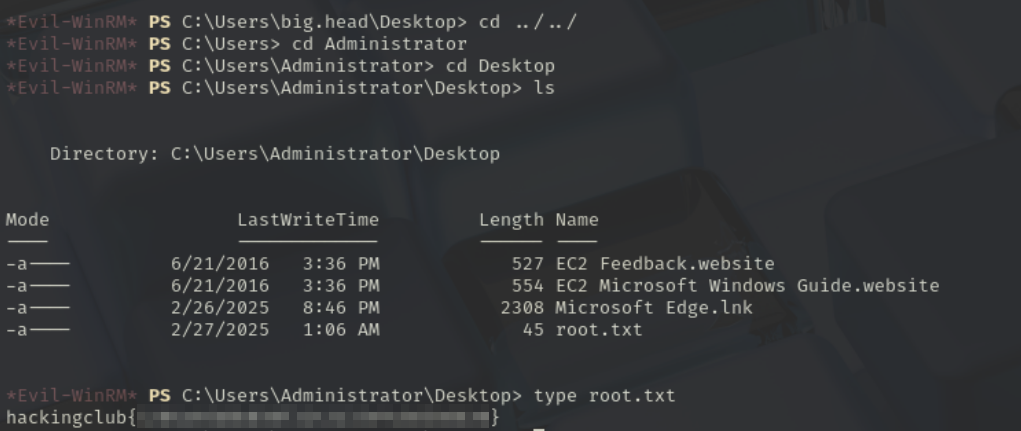 *Evil-WinRM* PS C:\Users\big.head\Desktop> cd ../../
*Evil-WinRM* PS C:\Users> cd Administrator
*Evil-WinRM* PS C:\Users\Administrator> cd Desktop
*Evil-WinRM* PS C:\Users\Administrator\Desktop> ls
Directory: C:\Users\Administrator\Desktop
Mode LastWriteTime Length Name
---- ------------- ------ ----
-a---- 6/21/2016 3:36 PM 527 EC2 Feedback.website
-a---- 6/21/2016 3:36 PM 554 EC2 Microsoft Windows Guide.website
-a---- 2/26/2025 8:46 PM 2308 Microsoft Edge.lnk
-a---- 2/27/2025 1:06 AM 45 root.txt
*Evil-WinRM* PS C:\Users\Administrator\Desktop> type root.txt
hackingclub{}